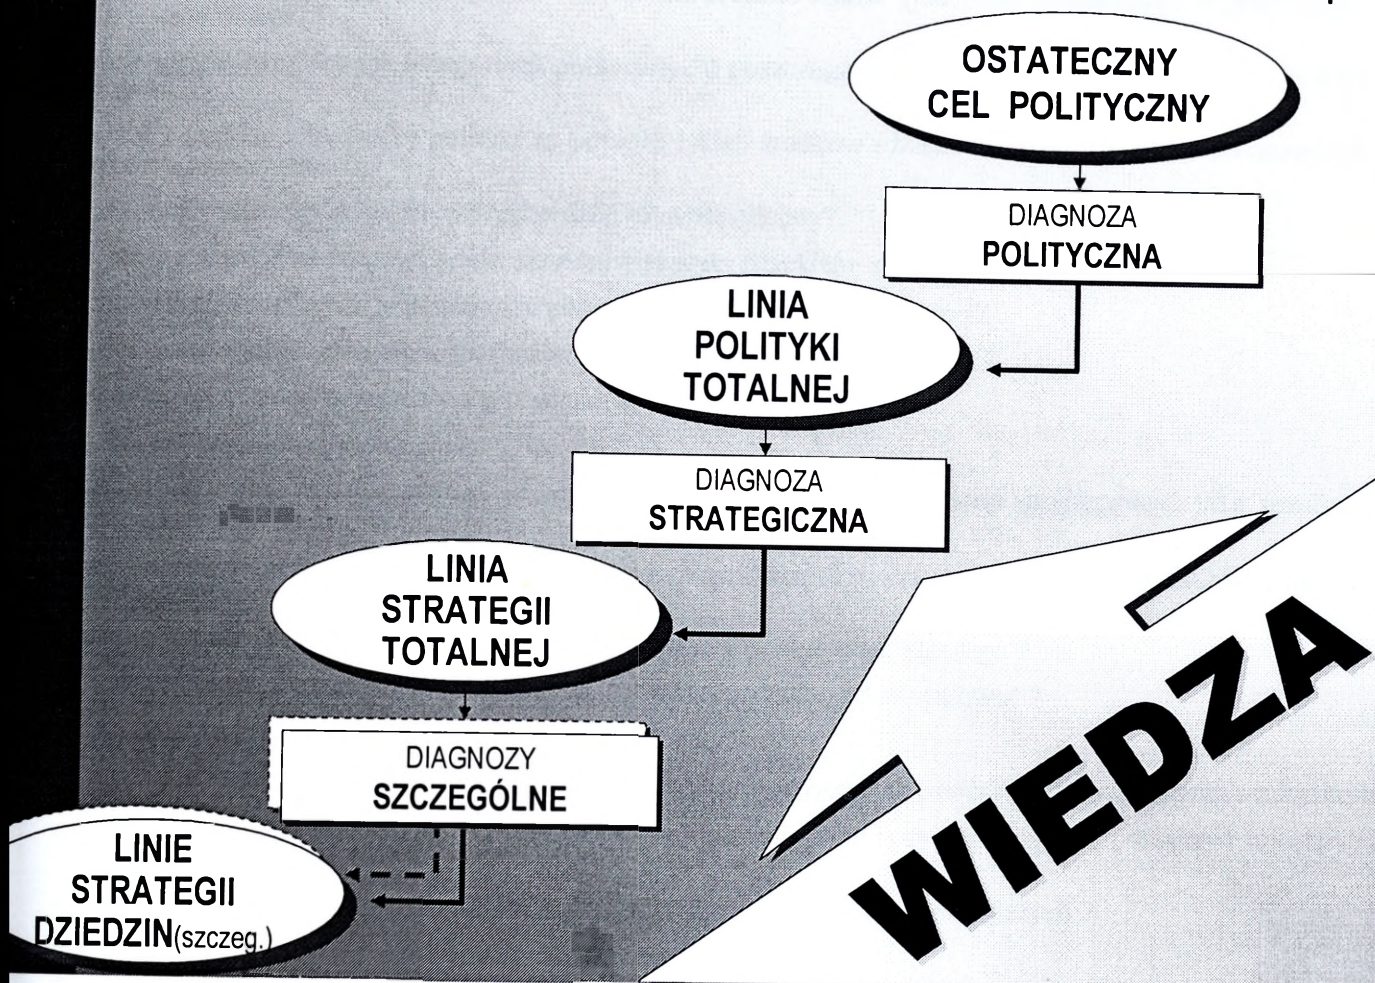 OSTATECZNY
CEL POLITYCZNY
DIAGNOZA
POLITYCZNA
LINIA
POLITYKI
TOTALNEJ
DIAGNOZA
STRATEGICZNA
LINIA
STRATEGII
TOTALNEJ
DIAGNOZY
SZCZEGÓLNE
LINIE
STRATEGII
DZIEDZIN(szczeg.)
WIEDZA